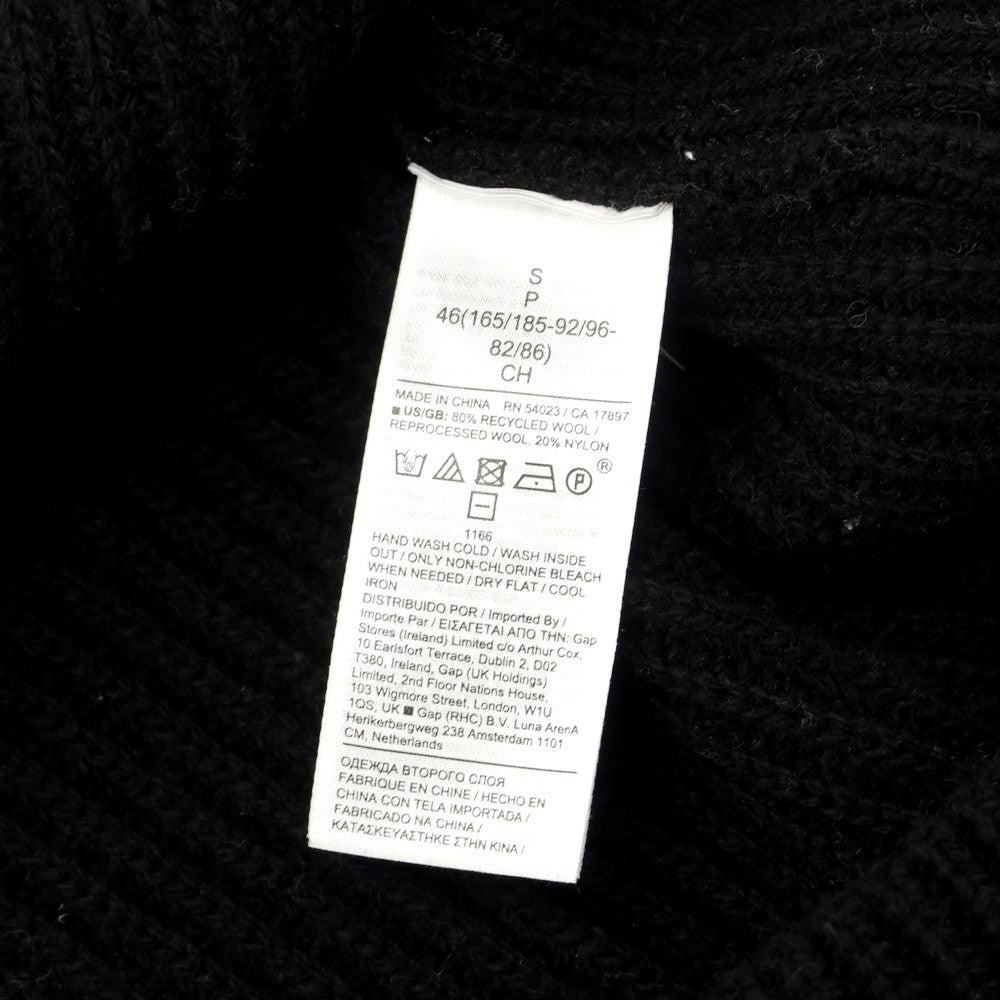 S
P
46(165/185-92/96-
82/86)
CH
MADE IN CHINA RN 54023 / CA 17897
■ US/GB: 80% RECYCLED WOOL /
REPROCESSED WOOL, 20% NYLON
P ®
1166
HAND WASH COLD / WASH INSIDE
OUT / ONLY NON-CHLORINE BLEACH
WHEN NEEDED / DRY FLAT / COOL
IRON
DISTRIBUIDO POR / Imported By /
Importe Par / ΕΙΣΑΓΕΤΑΙ ΑΠΟ ΤΗΝ: Gap
Stores (Ireland) Limited c/o Arthur Cox,
10 Earlsfort Terrace, Dublin 2, D02
T380, Ireland, Gap (UK Holdings)
Limited, 2nd Floor Nations House,
103 Wigmore Street, London, W1U
1QS, UK ■ Gap (RHC) B.V. Luna ArenA
Herikerbergweg 238 Amsterdam 1101
CM, Netherlands
ОДЕЖДА ВТОРОГО СЛОЯ
FABRIQUE EN CHINE / HECHO EN
CHINA CON TELA IMPORTADA /
FABRICADO NA CHINA /
ΚΑΤΑΣΚΕΥΑΣΤΗΚΕ ΣΤΗΝ ΚΙΝΑ /